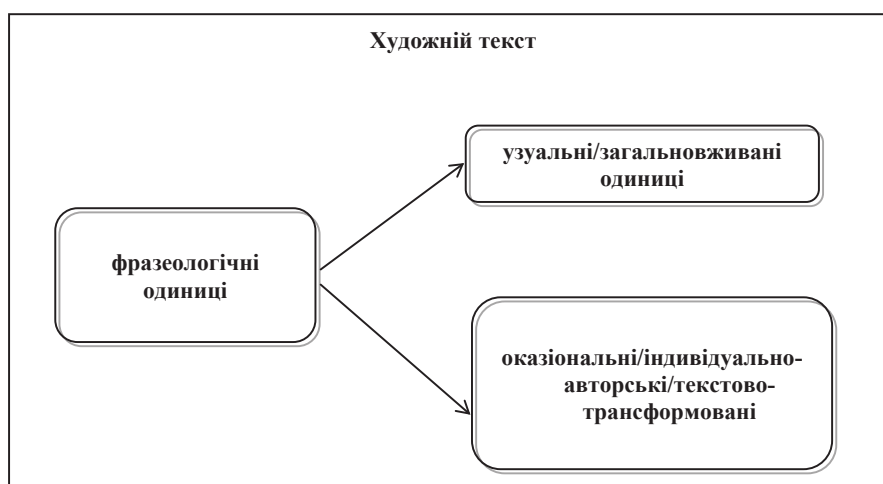 Художній текст
узуальні/загальновживані
одиниці
фразеологічні
одиниці
оказіональні/індивідуально-
авторські/текстово-
трансформовані